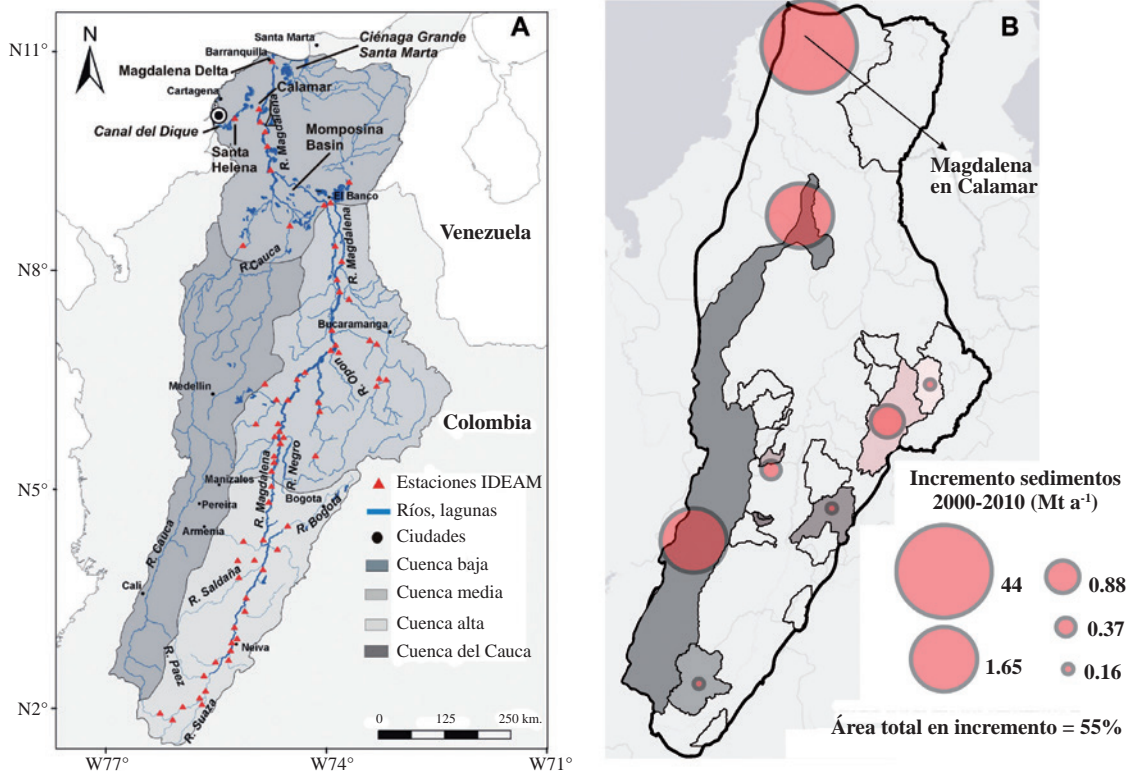 A
N11°
N
Santa Marta
Ciénaga Grande
Santa Marta
Barranquilla
Magdalena Delta
Cartagena
Calamar
Canal del Dique
Santa
Helena
R. Magdalena
Momposina
Basin
El Banco
Venezuela
N8°
R.Cauca
R. Magdalena
Bucaramanga
R. Opon
Medellin
Colombia
N5°
Manizales
Pereira
Armenia
R. Cauca
R. Magdalena
R. Negro
Bogota
R. Bogota
Cali
R. Saldaña
Neiva
R. Paez
R. Suaza
N2°
Estaciones IDEAM
Ríos, lagunas
Ciudades
Cuenca baja
Cuenca media
Cuenca alta
Cuenca del Cauca
0 125 250 km.
W77° W74° W71°
B
Magdalena
en Calamar
Incremento sedimentos
2000-2010 (Mt a-1)
44
1.65
0.88
0.37
0.16
Área total en incremento = 55%